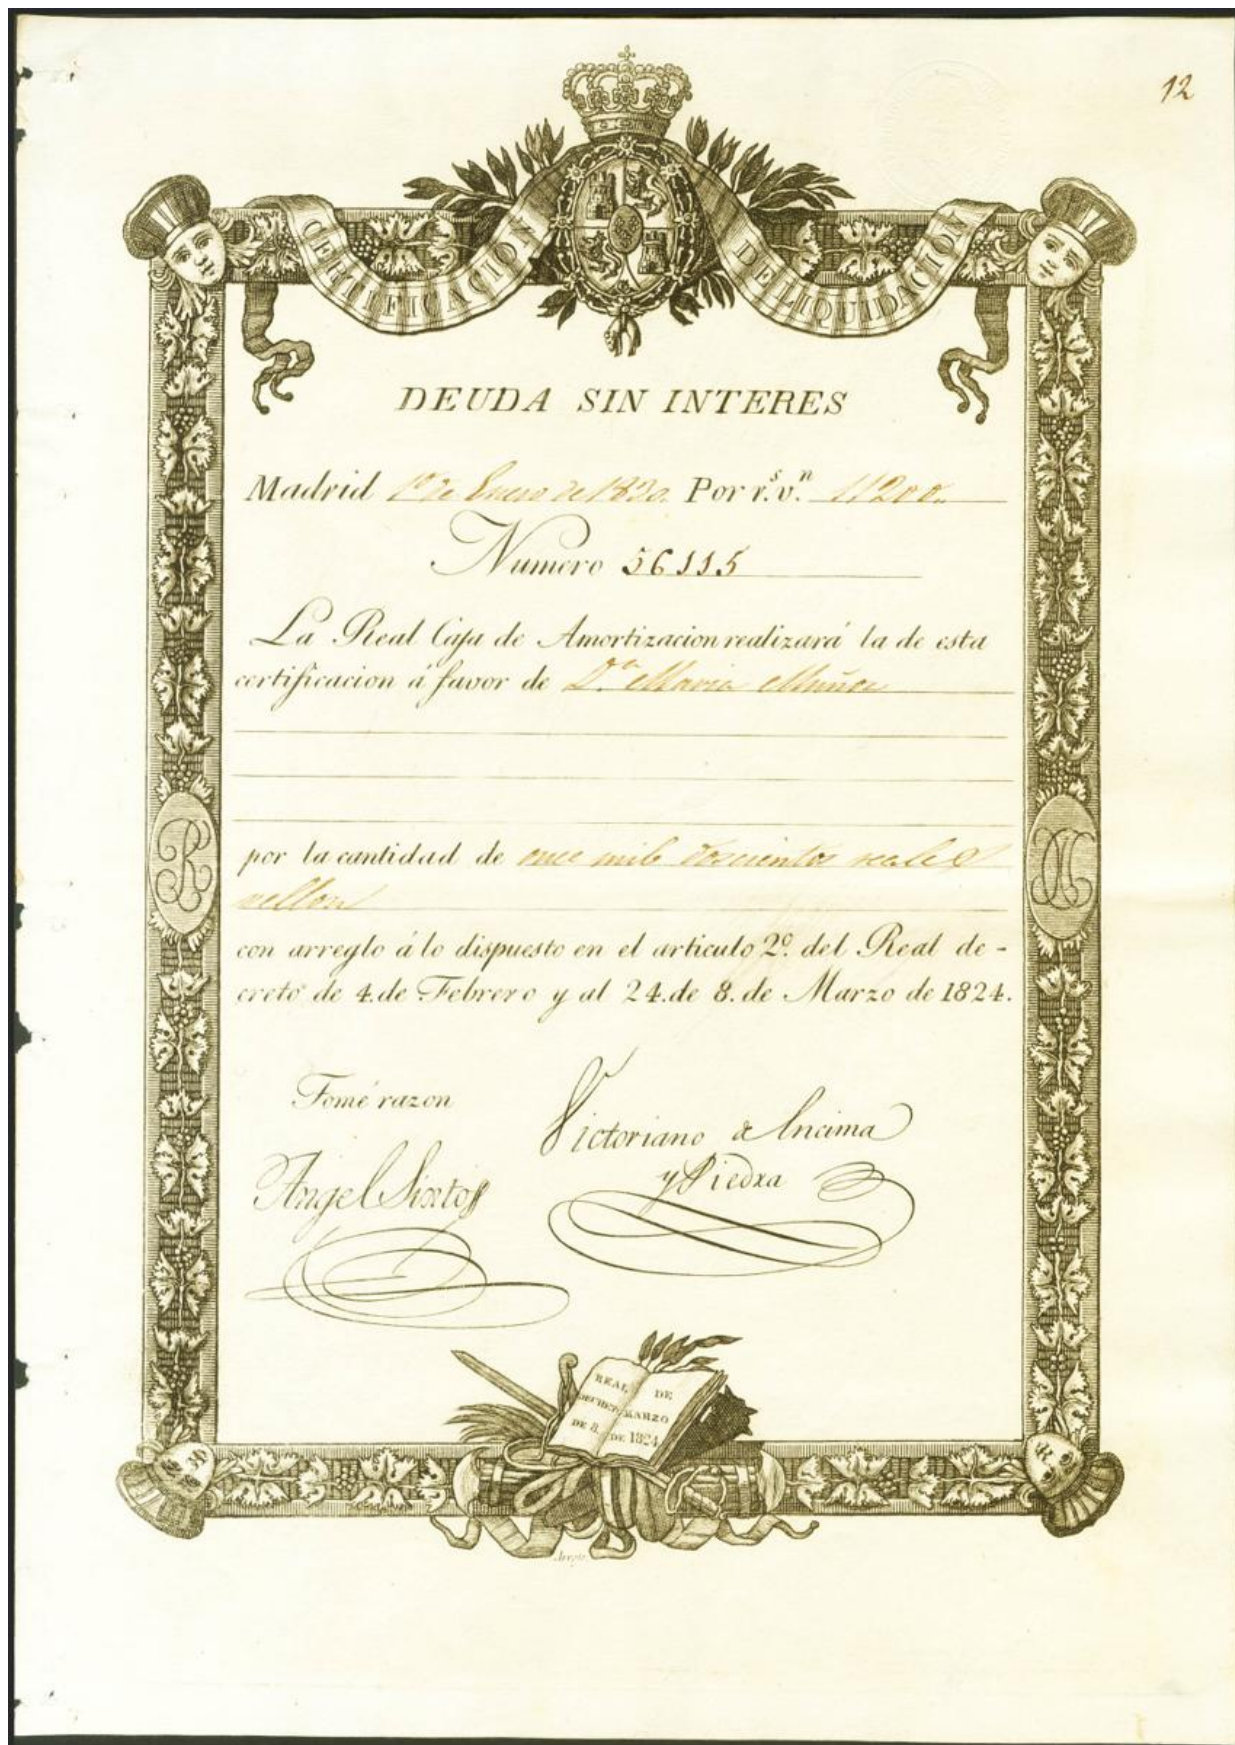 12
CERTIFICACION DE LIQUIDACION
DEUDA SIN INTERES
Madrid 1º de Enero de 1830. Por r.s v.n 11200..
Numero 56115
La Real Caja de Amortizacion realizará la de esta
certificacion á favor de D.ª Maria Muñoz
por la cantidad de once mil doscientos reales
vellon
con arreglo á lo dispuesto en el articulo 2º. del Real de-
creto de 4. de Febrero y al 24. de 8. de Marzo de 1824.
Tomé razon
Angel Sixtos
Victoriano de Encima
y Piedra
REAL
DECRETO
DE 8.
DE
MARZO
DE 1824